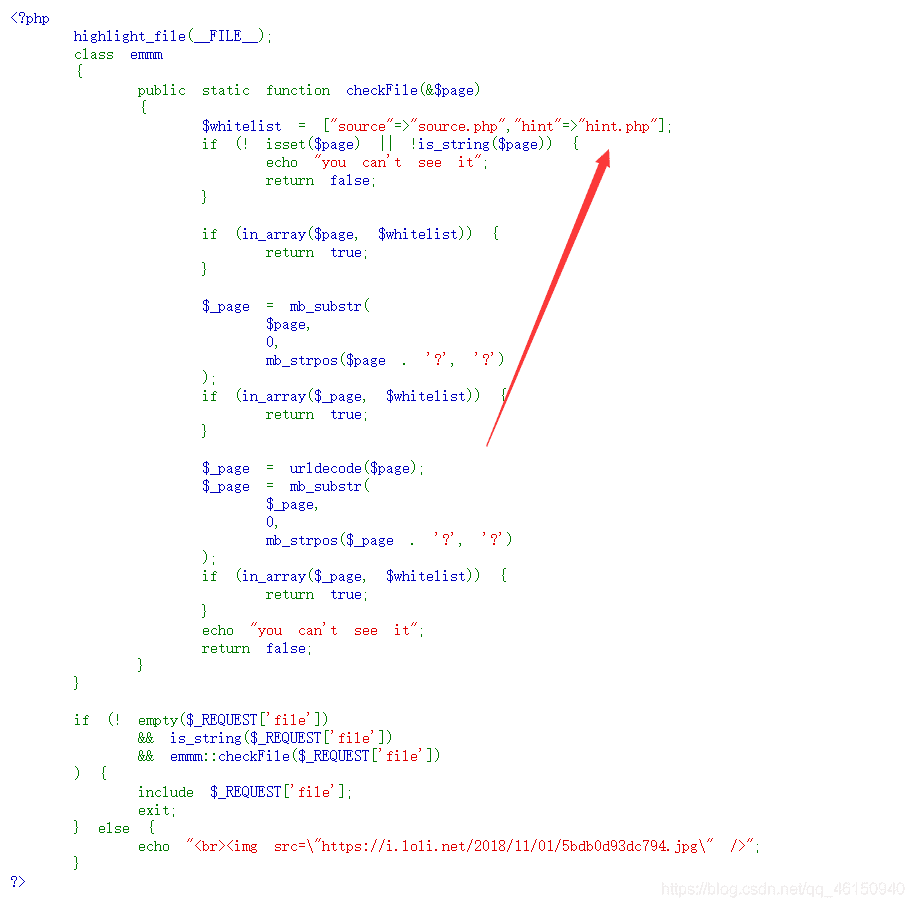 <?php
highlight_file(__FILE__);
class emmm
{
public static function checkFile(&$page)
{
$whitelist = ["source"=>"source.php","hint"=>"hint.php"];
if (! isset($page) || !is_string($page)) {
echo "you can't see it";
return false;
}
if (in_array($page, $whitelist)) {
return true;
}
$_page = mb_substr(
$page,
0,
mb_strpos($page . '?', '?')
);
if (in_array($_page, $whitelist)) {
return true;
}
$_page = urldecode($page);
$_page = mb_substr(
$_page,
0,
mb_strpos($_page . '?', '?')
);
if (in_array($_page, $whitelist)) {
return true;
}
echo "you can't see it";
return false;
}
}
if (! empty($_REQUEST['file'])
&& is_string($_REQUEST['file'])
&& emmm::checkFile($_REQUEST['file'])
) {
include $_REQUEST['file'];
exit;
} else {
echo "<br><img src=\"https://i.loli.net/2018/11/01/5bdb0d93dc794.jpg\" />";
}
?>
https://blog.csdn.net/qq_46150940